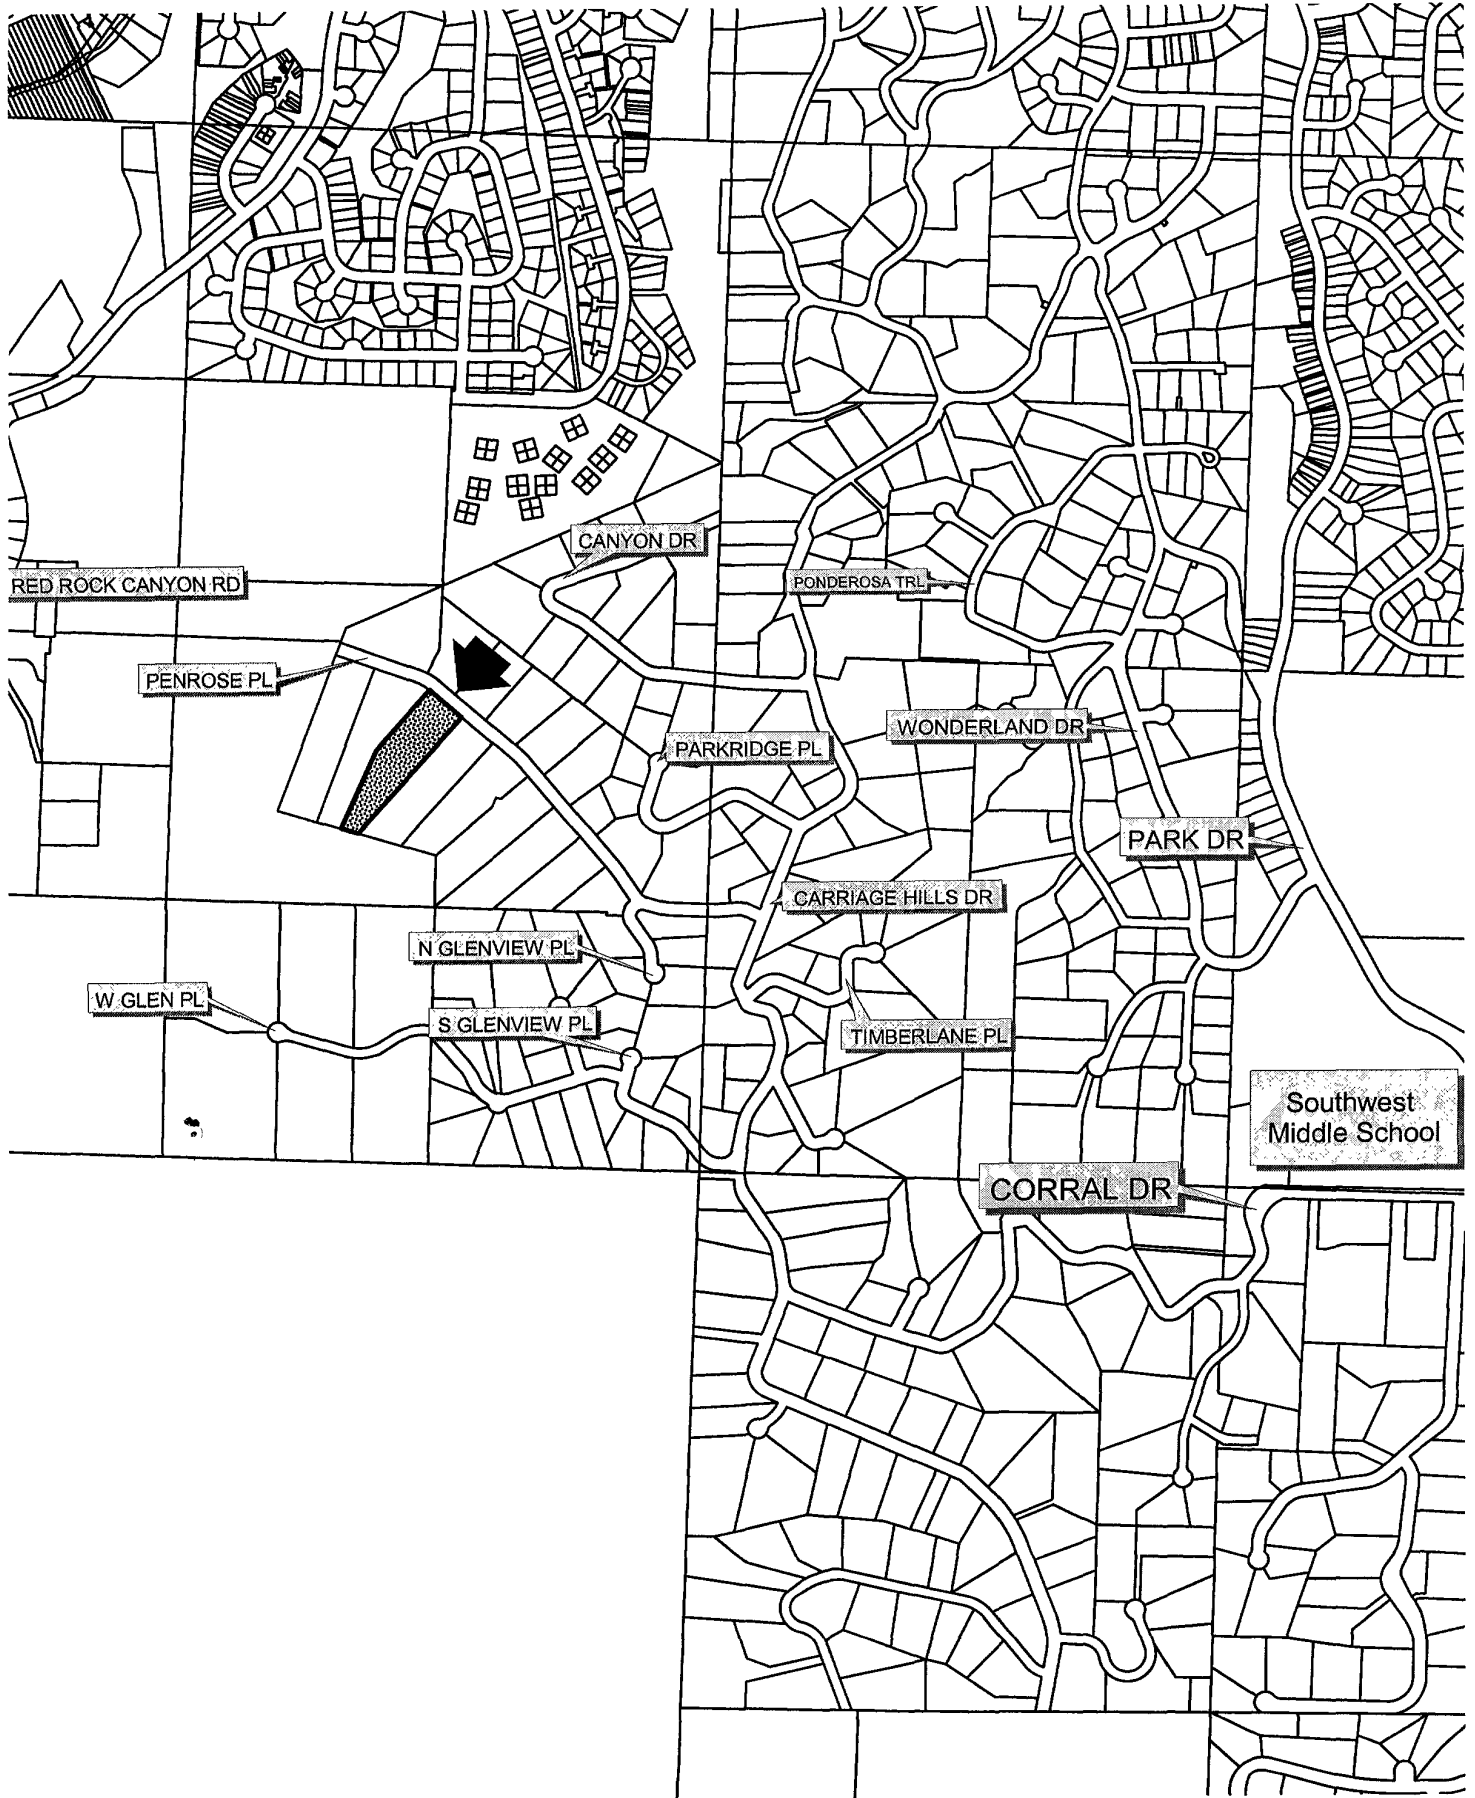 CANYON DR
RED ROCK CANYON RD
PONDEROSA TRL
PENROSE PL
WONDERLAND DR
PARKRIDGE PL
PARK DR
CARRIAGE HILLS DR
N GLENVIEW PL
W GLEN PL
S GLENVIEW PL
TIMBERLANE PL
Southwest
Middle School
CORRAL DR